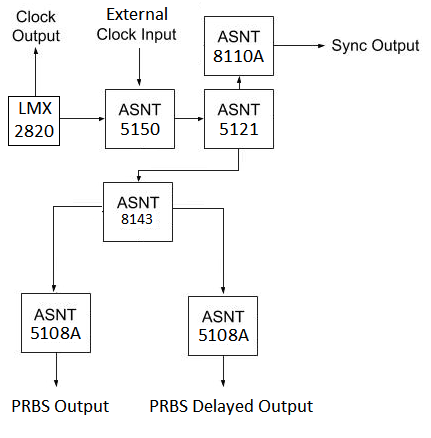 Clock
Output
External
Clock Input
ASNT
8110A
Sync Output
LMX
2820
ASNT
5150
ASNT
5121
ASNT
8143
ASNT
5108A
ASNT
5108A
PRBS Output
PRBS Delayed Output